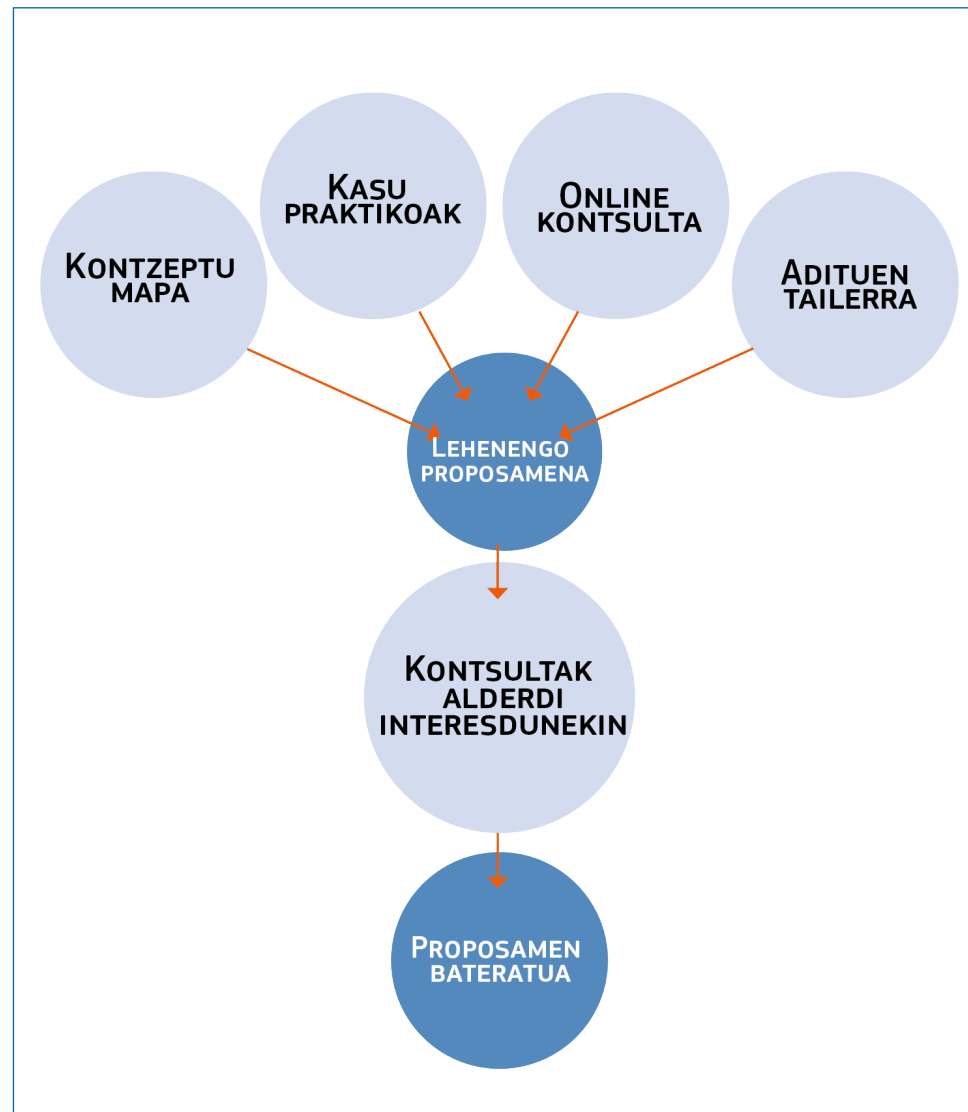 Kontzeptu
mapa
Kasu
praktikoak
Online
kontsulta
Adituen
tailerra
Lehenengo
proposamena
Kontsultak
alderdi
interesdunekin
Proposamen
bateratua